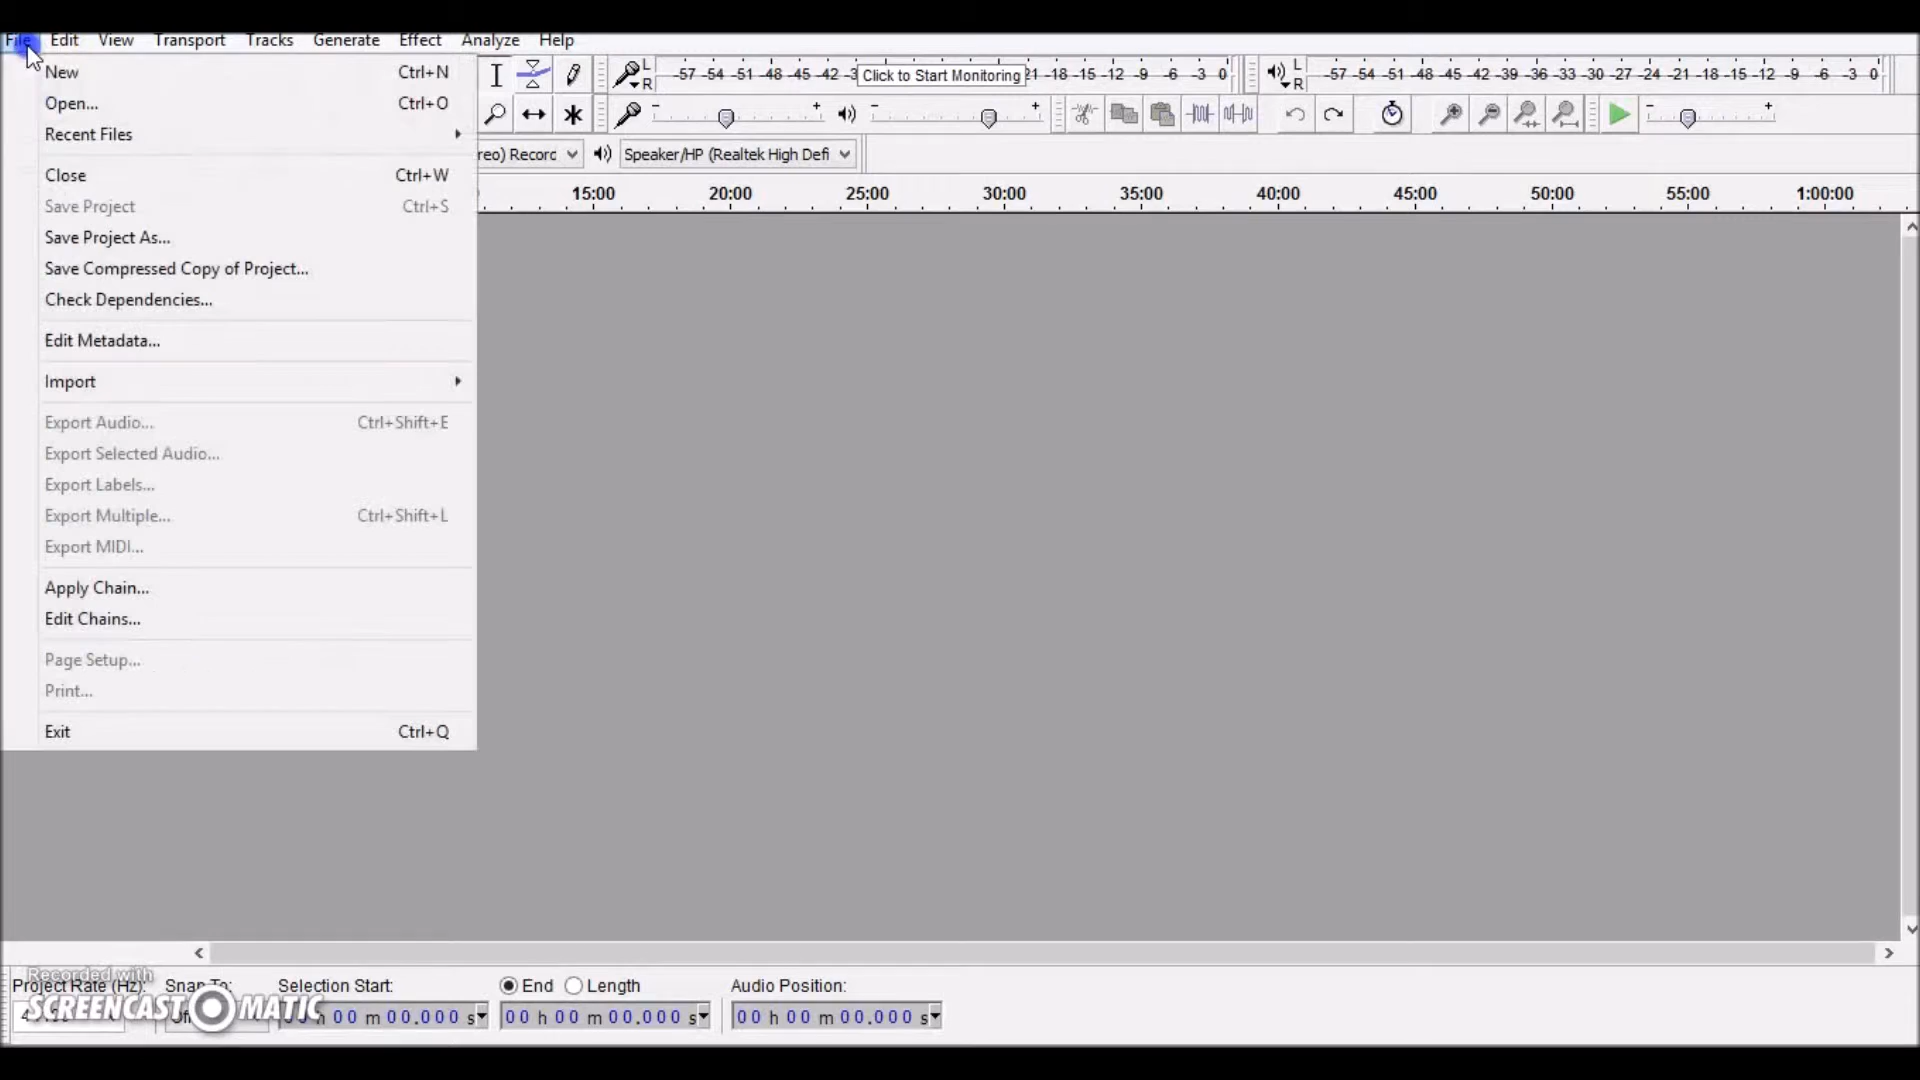 File Edit View Transport Tracks Generate Effect Analyze Help
New Ctrl+N
Open... Ctrl+O
Recent Files
Close Ctrl+W
Save Project Ctrl+S
Save Project As...
Save Compressed Copy of Project...
Check Dependencies...
Edit Metadata...
Import
Export Audio... Ctrl+Shift+E
Export Selected Audio...
Export Labels...
Export Multiple... Ctrl+Shift+L
Export MIDI...
Apply Chain...
Edit Chains...
Page Setup...
Print...
Exit Ctrl+Q
L
R
-57 -54 -51 -48 -45 -42 Click to Start Monitoring -18 -15 -12 -9 -6 -3 0
L
R
-57 -54 -51 -48 -45 -42 -39 -36 -33 -30 -27 -24 -21 -18 -15 -12 -9 -6 -3 0
- + - + - +
reo) Recorc Speaker/HP (Realtek High Defi
15:00 20:00 25:00 30:00 35:00 40:00 45:00 50:00 55:00 1:00:00
Recorded with
SCREENCAST MATIC
Project Rate (Hz): Snap To: Selection Start: End Length Audio Position:
00 h 00 m 00.000 s 00 h 00 m 00.000 s 00 h 00 m 00.000 s